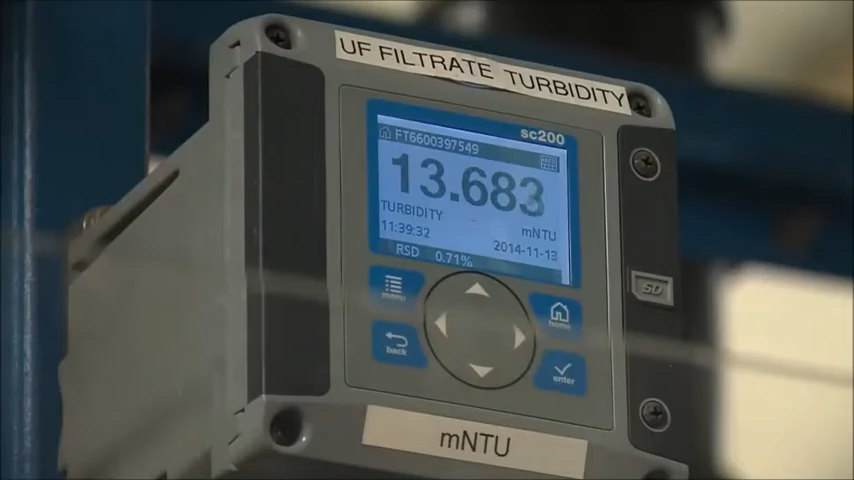 UF FILTRATE TURBIDITY
sc200
FT6600397549
13.683
TURBIDITY
mNTU
11:39:32
2014-11-13
RSD 0.71%
menu
home
back
enter
SD
mNTU